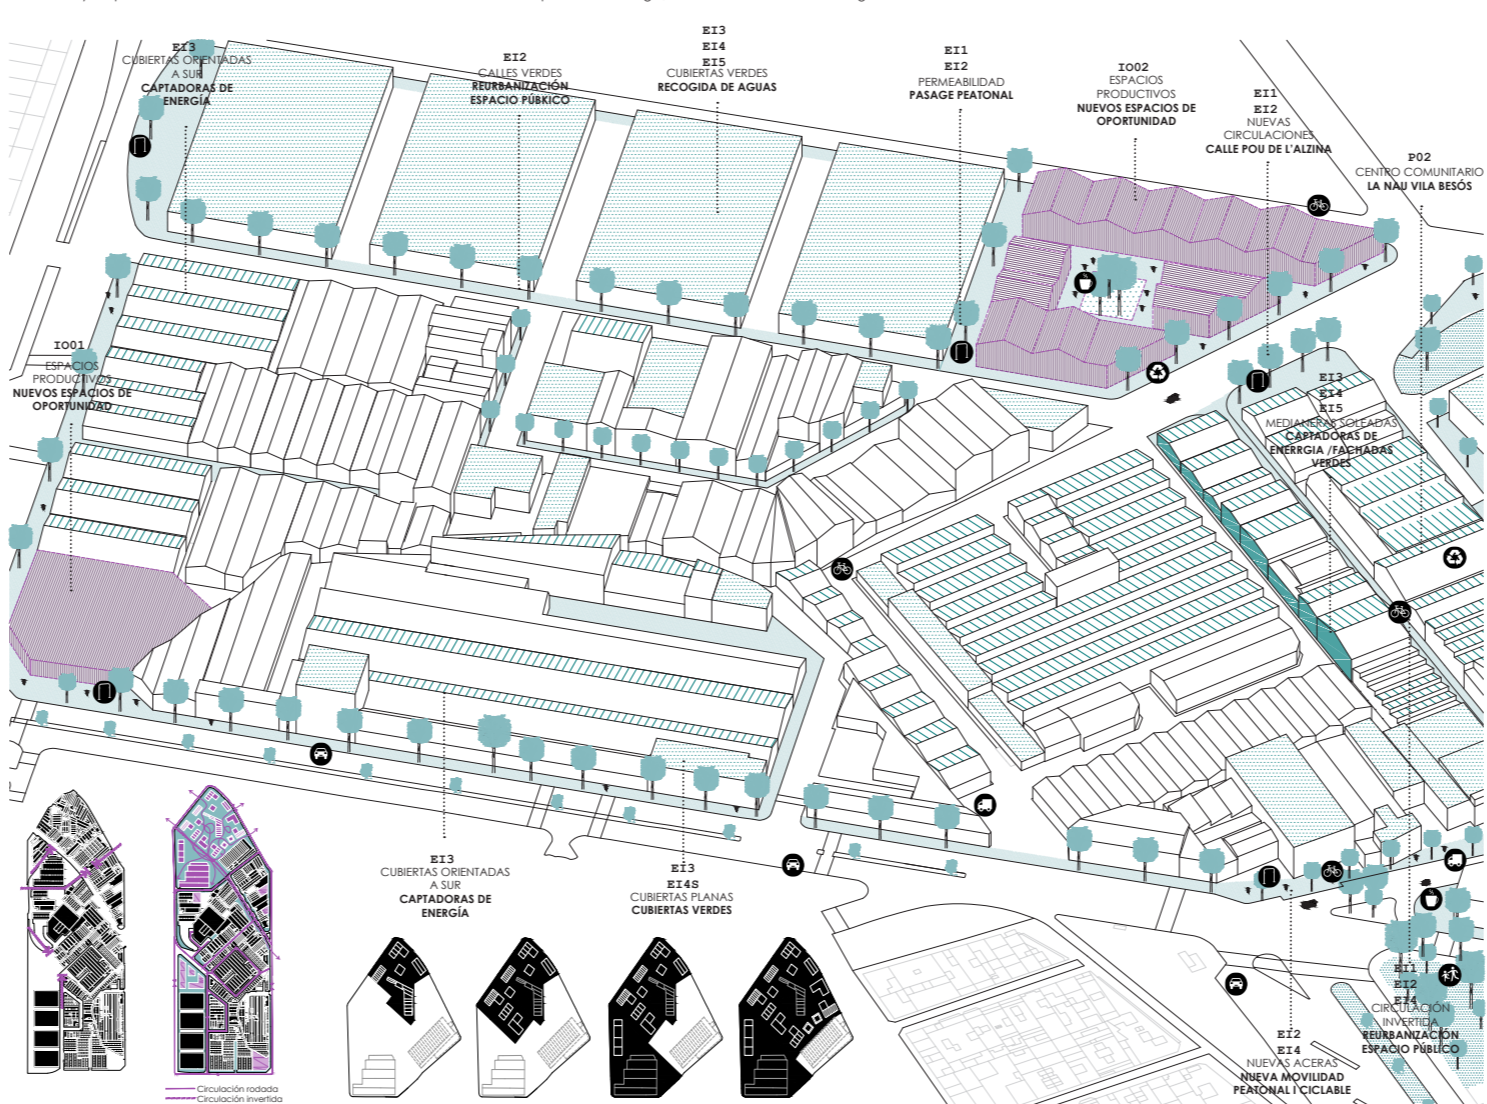 EI3
CUBIERTAS ORIENTADAS
A SUR
CAPTADORAS DE
ENERGÍA
EI2
CALLES VERDES
REURBANIZACIÓN
ESPACIO PÚBKICO
EI3
EI4
EI5
CUBIERTAS VERDES
RECOGIDA DE AGUAS
EI1
EI2
PERMEABILIDAD
PASAGE PEATONAL
IO02
ESPACIOS
PRODUCTIVOS
NUEVOS ESPACIOS DE
OPORTUNIDAD
EI1
EI2
NUEVAS
CIRCULACIONES
CALLE POU DE L'ALZINA
P02
CENTRO COMUNITARIO
LA NAU VILA BESÓS
IO01
ESPACIOS
PRODUCTIVOS
NUEVOS ESPACIOS DE
OPORTUNIDAD
EI3
EI4
EI5
MEDIANERAS SOLEADAS
CAPTADORAS DE
ENERRGIA /FACHADAS
VERDES
EI3
CUBIERTAS ORIENTADAS
A SUR
CAPTADORAS DE
ENERGÍA
EI3
EI4S
CUBIERTAS PLANAS
CUBIERTAS VERDES
EI2
EI4
NUEVAS ACERAS
NUEVA MOVILIDAD
PEATONAL I CICLABLE
EI1
EI2
EI4
CIRCULACIÓN
INVERTIDA
REURBANIZACIÓN
ESPACIO PÚBLICO
Circulación rodada
Circulación invertida